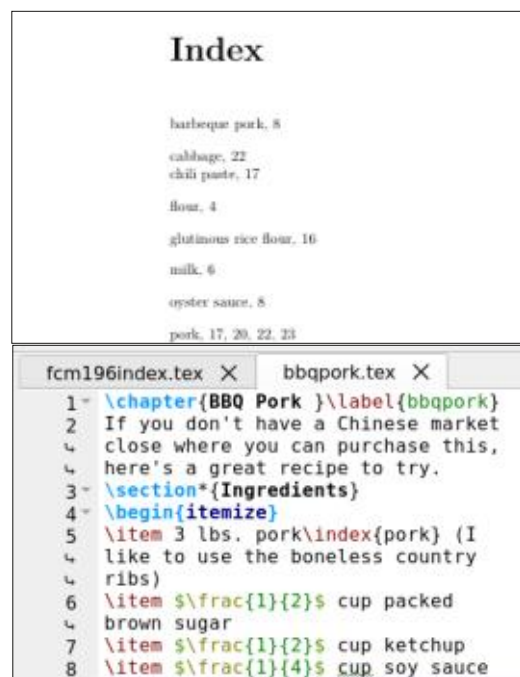 Index
barbeque pork, 8
cabbage, 22
chili paste, 17
flour, 4
glutinous rice flour, 16
milk, 6
oyster sauce, 8
pork, 17, 20, 22, 23
fcm196index.tex X bbqpork.tex X
1 \chapter{BBQ Pork }\label{bbqpork}
2 If you don't have a Chinese market
close where you can purchase this,
here's a great recipe to try.
3 \section*{Ingredients}
4 \begin{itemize}
5 \item 3 lbs. pork\index{pork} (I
like to use the boneless country
ribs)
6 \item $\frac{1}{2}$ cup packed
brown sugar
7 \item $\frac{1}{2}$ cup ketchup
8 \item $\frac{1}{4}$ cup soy sauce